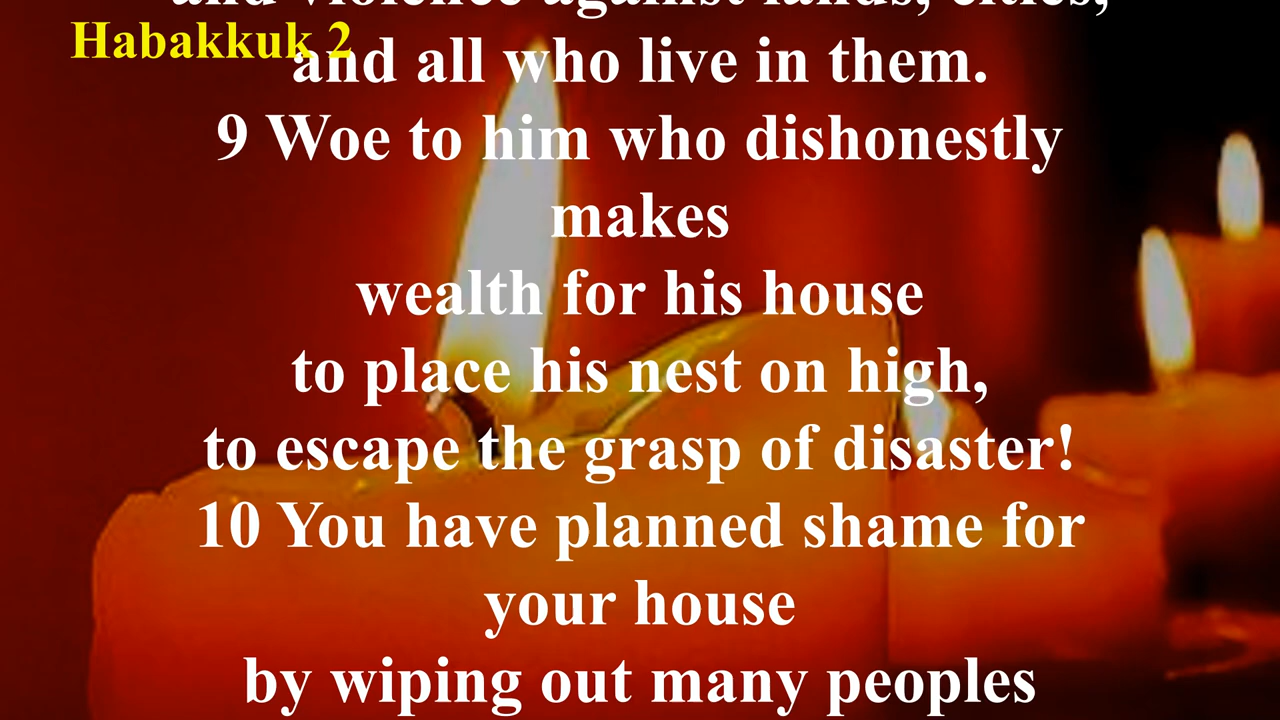 and violence against lands, cities,
Habakkuk 2
and all who live in them.
9 Woe to him who dishonestly
makes
wealth for his house
to place his nest on high,
to escape the grasp of disaster!
10 You have planned shame for
your house
by wiping out many peoples